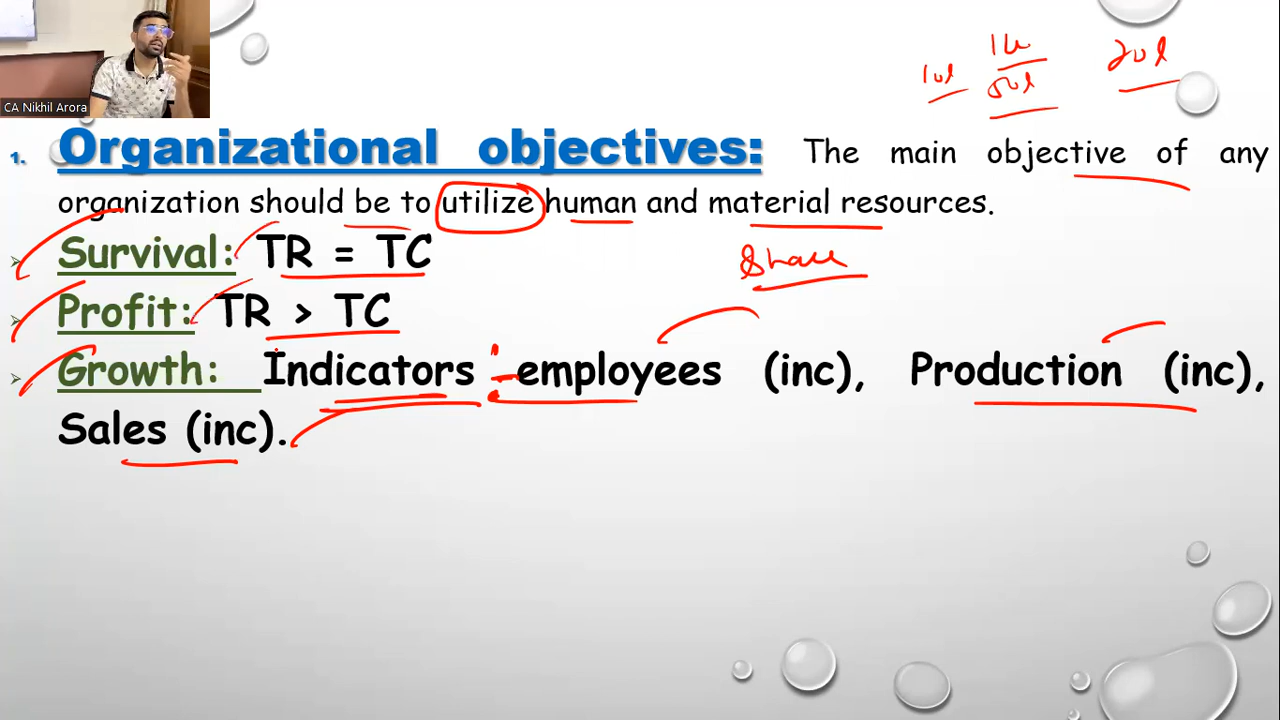 CA Nikhil Arora
1. Organizational objectives: The main objective of any
organization should be to utilize human and material resources.
Survival: TR = TC
Share
Profit: TR > TC
Growth: Indicators :-employees (inc), Production (inc),
Sales (inc).